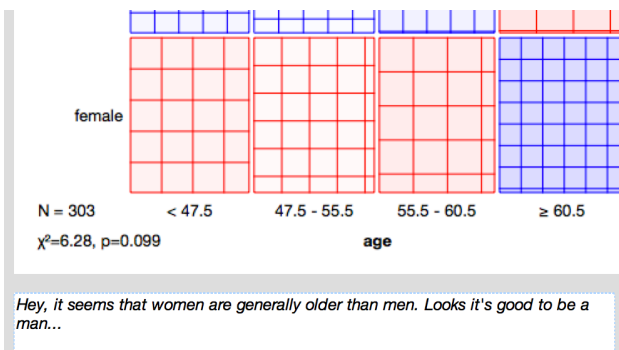 female
N = 303 < 47.5 47.5 - 55.5 55.5 - 60.5 ≥ 60.5
χ²=6.28, p=0.099 age
Hey, it seems that women are generally older than men. Looks it's good to be a
man...